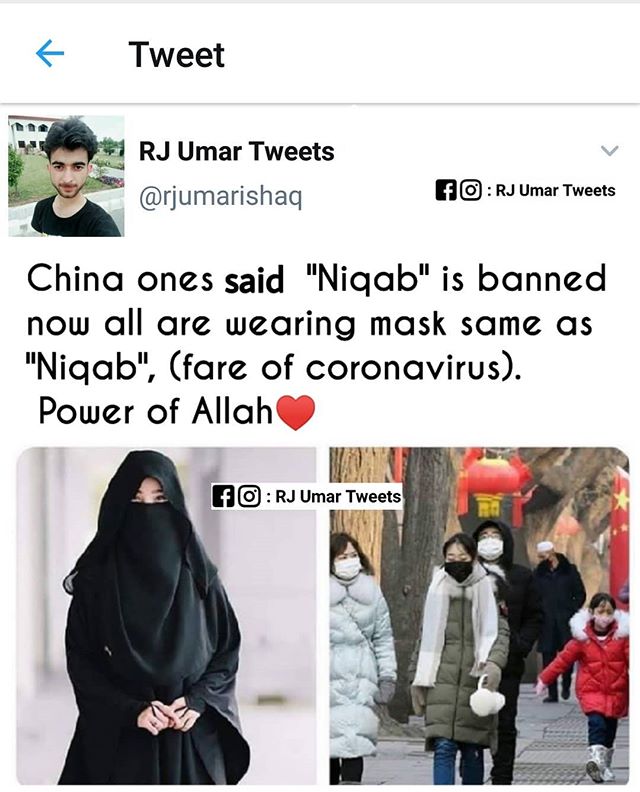 Tweet
RJ Umar Tweets
@rjumarishaq
: RJ Umar Tweets
China ones said "Niqab" is banned
now all are wearing mask same as
"Niqab", (fare of coronavirus).
Power of Allah❤️
: RJ Umar Tweets